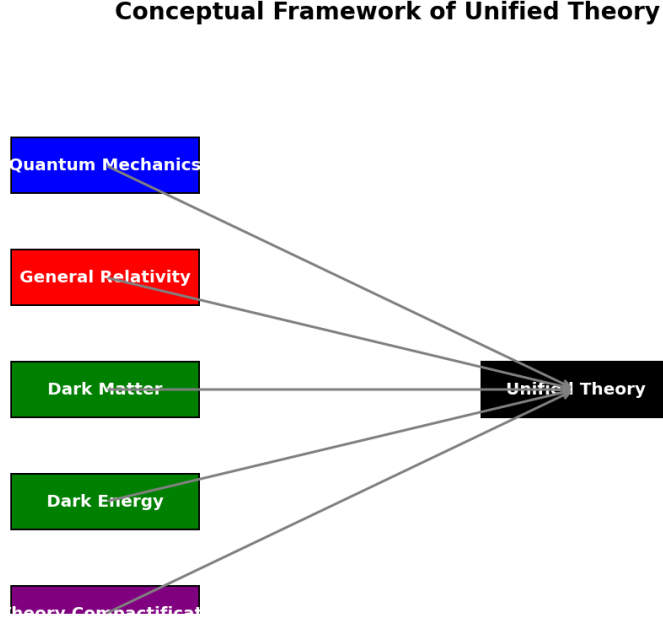 Conceptual Framework of Unified Theory
Quantum Mechanics
General Relativity
Dark Matter
Unified Theory
Dark Energy
heory Compactificat